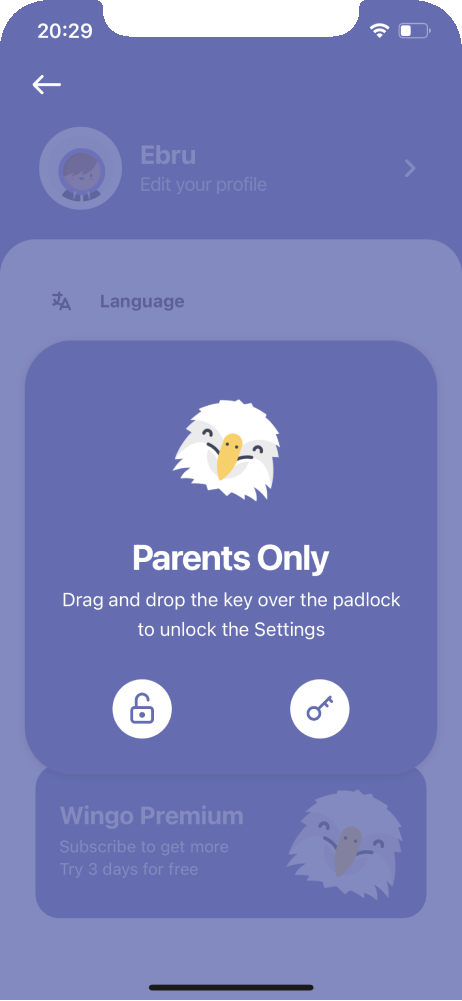 20:29
Ebru
Edit your profile
Language
Parents Only
Drag and drop the key over the padlock
to unlock the Settings
Wingo Premium
Subscribe to get more
Try 3 days for free